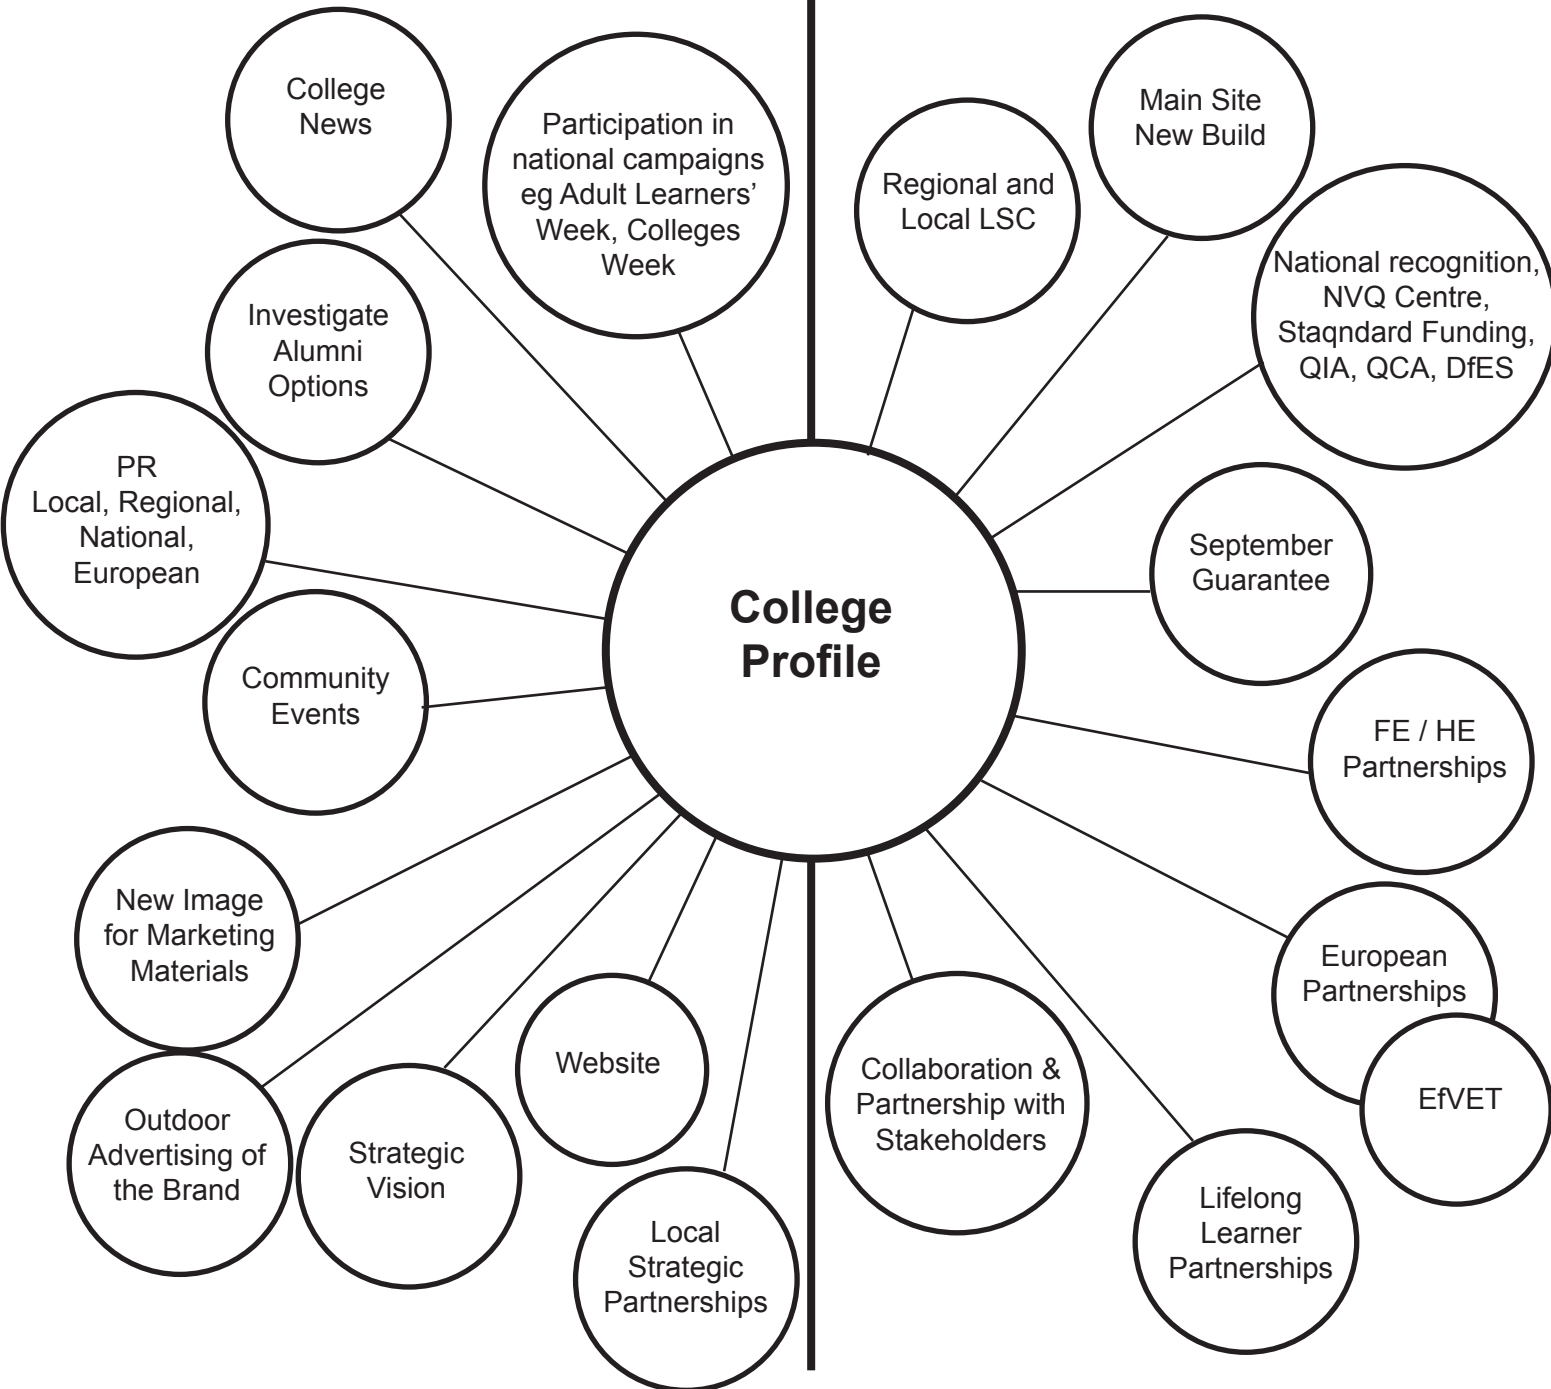 College
News
Participation in
national campaigns
eg Adult Learners’
Week, Colleges
Week
Regional and
Local LSC
Main Site
New Build
National recognition,
NVQ Centre,
Staqndard Funding,
QIA, QCA, DfES
Investigate
Alumni
Options
PR
Local, Regional,
National,
European
Community
Events
College
Profile
September
Guarantee
FE / HE
Partnerships
New Image
for Marketing
Materials
Outdoor
Advertising of
the Brand
Strategic
Vision
Website
Local
Strategic
Partnerships
Collaboration &
Partnership with
Stakeholders
Lifelong
Learner
Partnerships
European
Partnerships
EfVET